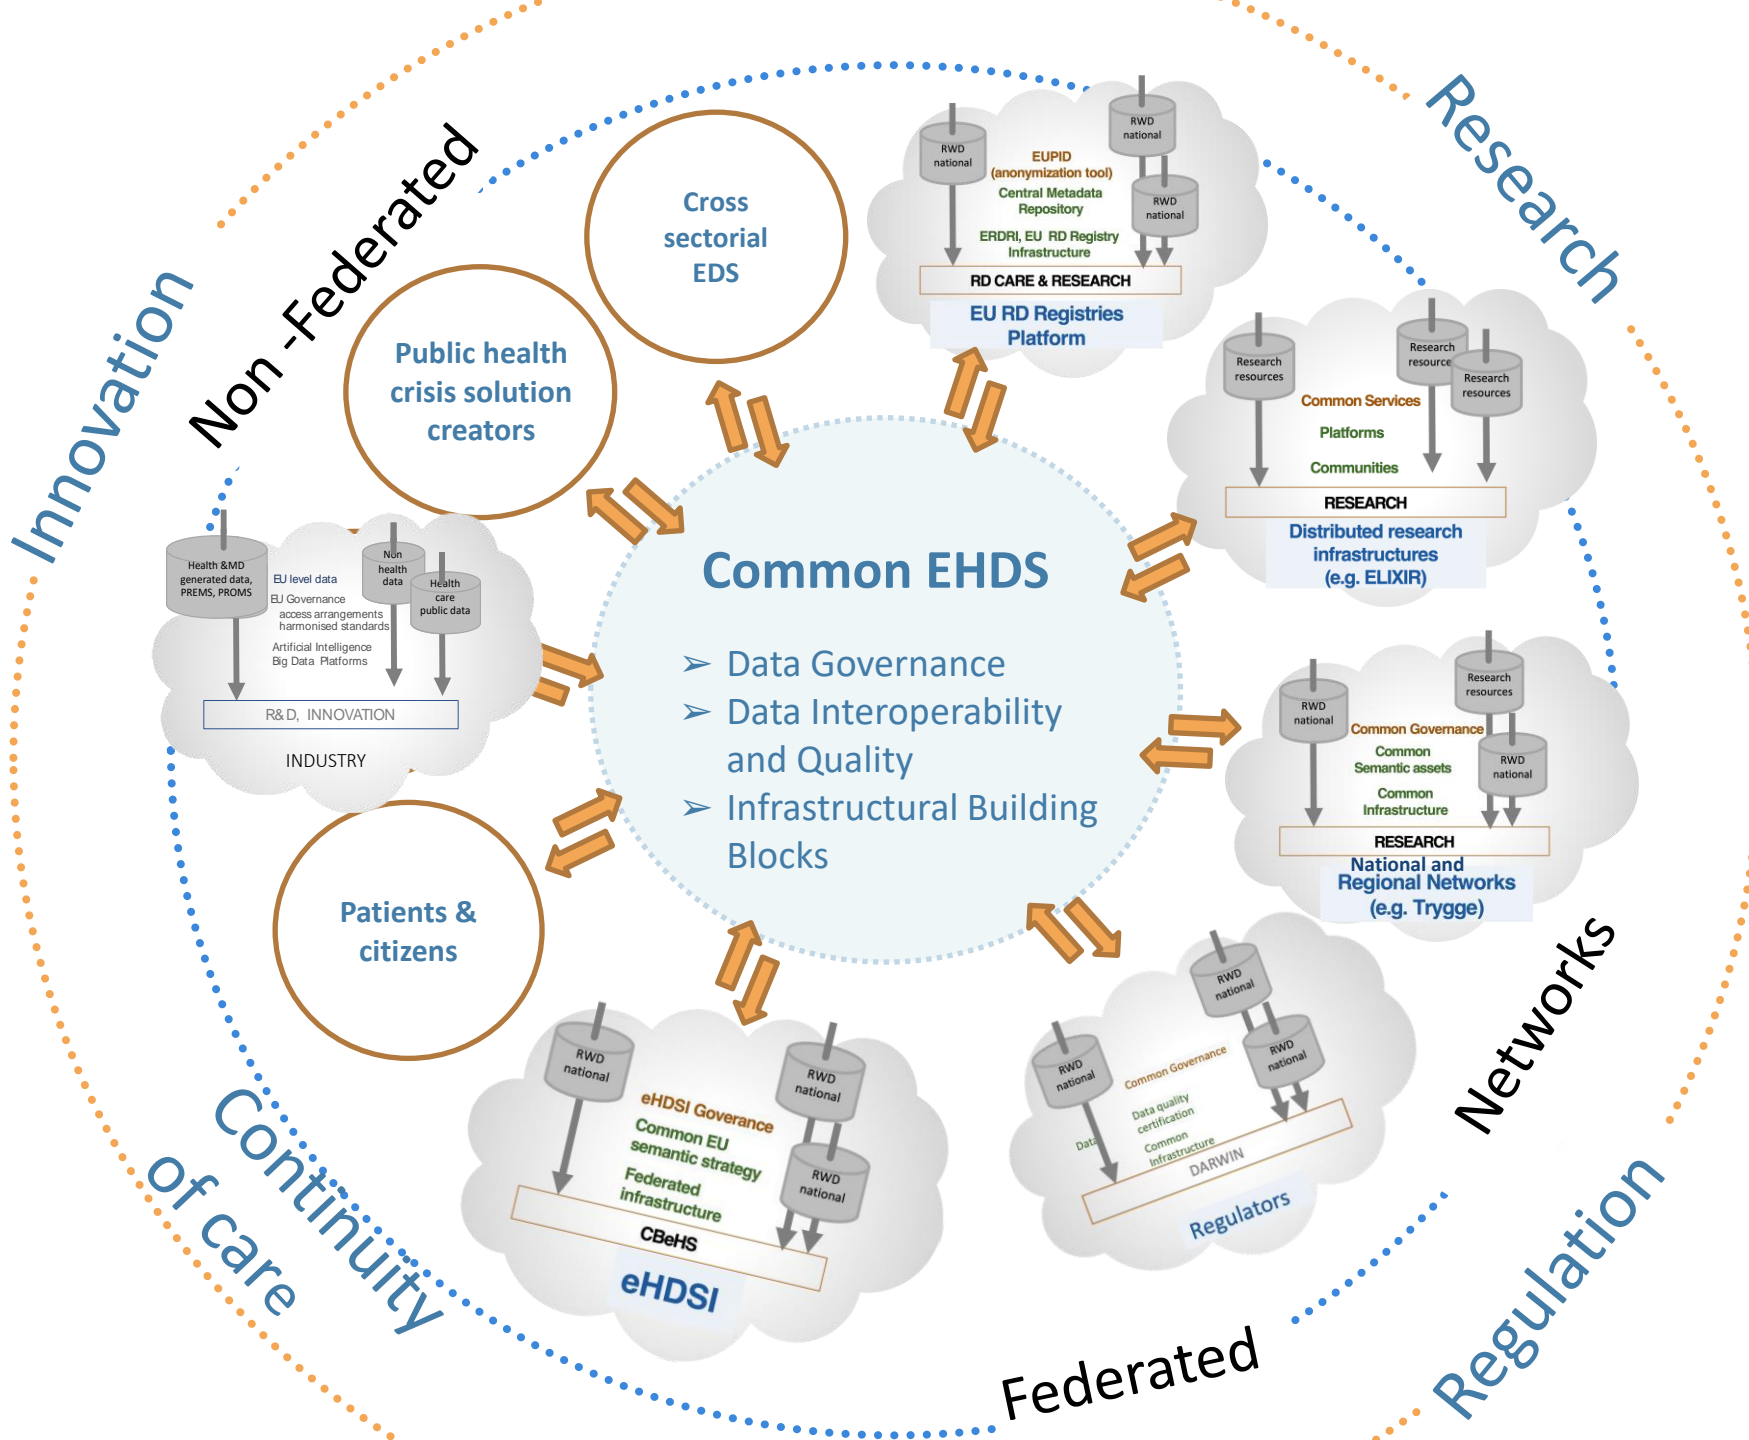 Innovation
Non -Federated
Research
Cross
sectorial
EDS
Public health
crisis solution
creators
RWD
national
RWD
national
RWD
national
EUPID
(anonymization tool)
Central Metadata
Repository
ERDRI, EU RD Registry
Infrastructure
RD CARE & RESEARCH
EU RD Registries
Platform
Research
resources
Research
resource
Research
resources
Common Services
Platforms
Communities
RESEARCH
Distributed research
infrastructures
(e.g. ELIXIR)
Health &MD
generated data,
PREMS, PROMS
Non
health
data
Health
care
public data
EU level data
EU Governance
access arrangements
harmonised standards
Artificial Intelligence
Big Data Platforms
R&D, INNOVATION
INDUSTRY
Common EHDS
➢ Data Governance
➢ Data Interoperability
and Quality
➢ Infrastructural Building
Blocks
RWD
national
Research
resources
RWD
national
Common Governance
Common
Semantic assets
Common
Infrastructure
RESEARCH
National and
Regional Networks
(e.g. Trygge)
Patients &
citizens
RWD
national
RWD
national
RWD
national
eHDSI Goverance
Common EU
semantic strategy
Federated
infrastructure
CBeHS
eHDSI
RWD
national
RWD
national
RWD
national
Common Governance
Data quality
certification
Data
Common
Infrastructure
DARWIN
Regulators
Networks
Continuity
of care
Federated
Regulation